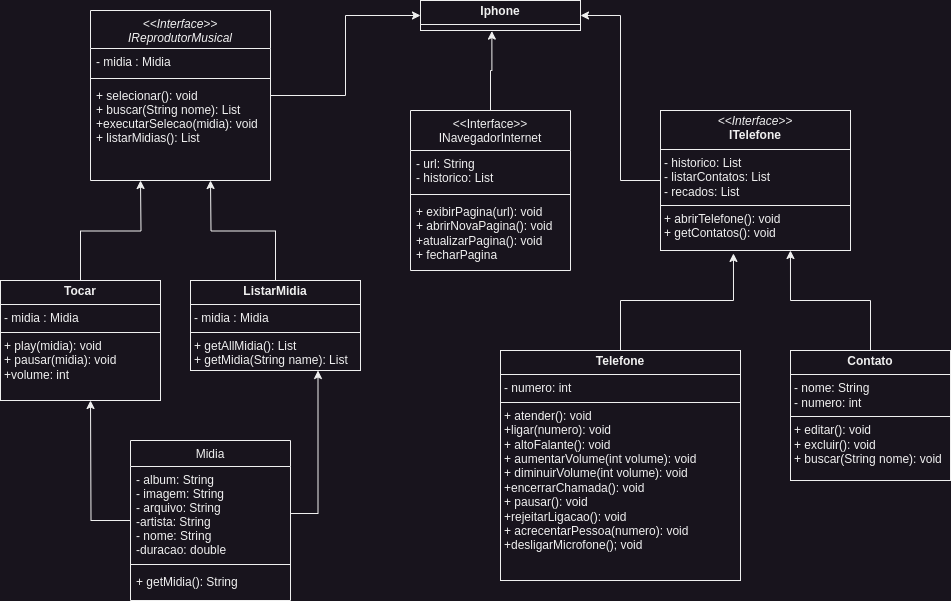 Iphone
<<Interface>>
IReprodutorMusical
- midia : Midia
+ selecionar(): void
+ buscar(String nome): List
+executarSelecao(midia): void
+ listarMidias(): List
<<Interface>>
INavegadorInternet
- url: String
- historico: List
+ exibirPagina(url): void
+ abrirNovaPagina(): void
+atualizarPagina(): void
+ fecharPagina
<<Interface>>
ITelefone
- historico: List
- listarContatos: List
- recados: List
+ abrirTelefone(): void
+ getContatos(): void
Tocar
- midia : Midia
+ play(midia): void
+ pausar(midia): void
+volume: int
ListarMidia
- midia : Midia
+ getAllMidia(): List
+ getMidia(String name): List
Midia
- album: String
- imagem: String
- arquivo: String
-artista: String
- nome: String
-duracao: double
+ getMidia(): String
Telefone
- numero: int
+ atender(): void
+ligar(numero): void
+ altoFalante(): void
+ aumentarVolume(int volume): void
+ diminuirVolume(int volume): void
+encerrarChamada(): void
+ pausar(): void
+rejeitarLigacao(): void
+ acrecentarPessoa(numero): void
+desligarMicrofone(); void
Contato
- nome: String
- numero: int
+ editar(): void
+ excluir(): void
+ buscar(String nome): void